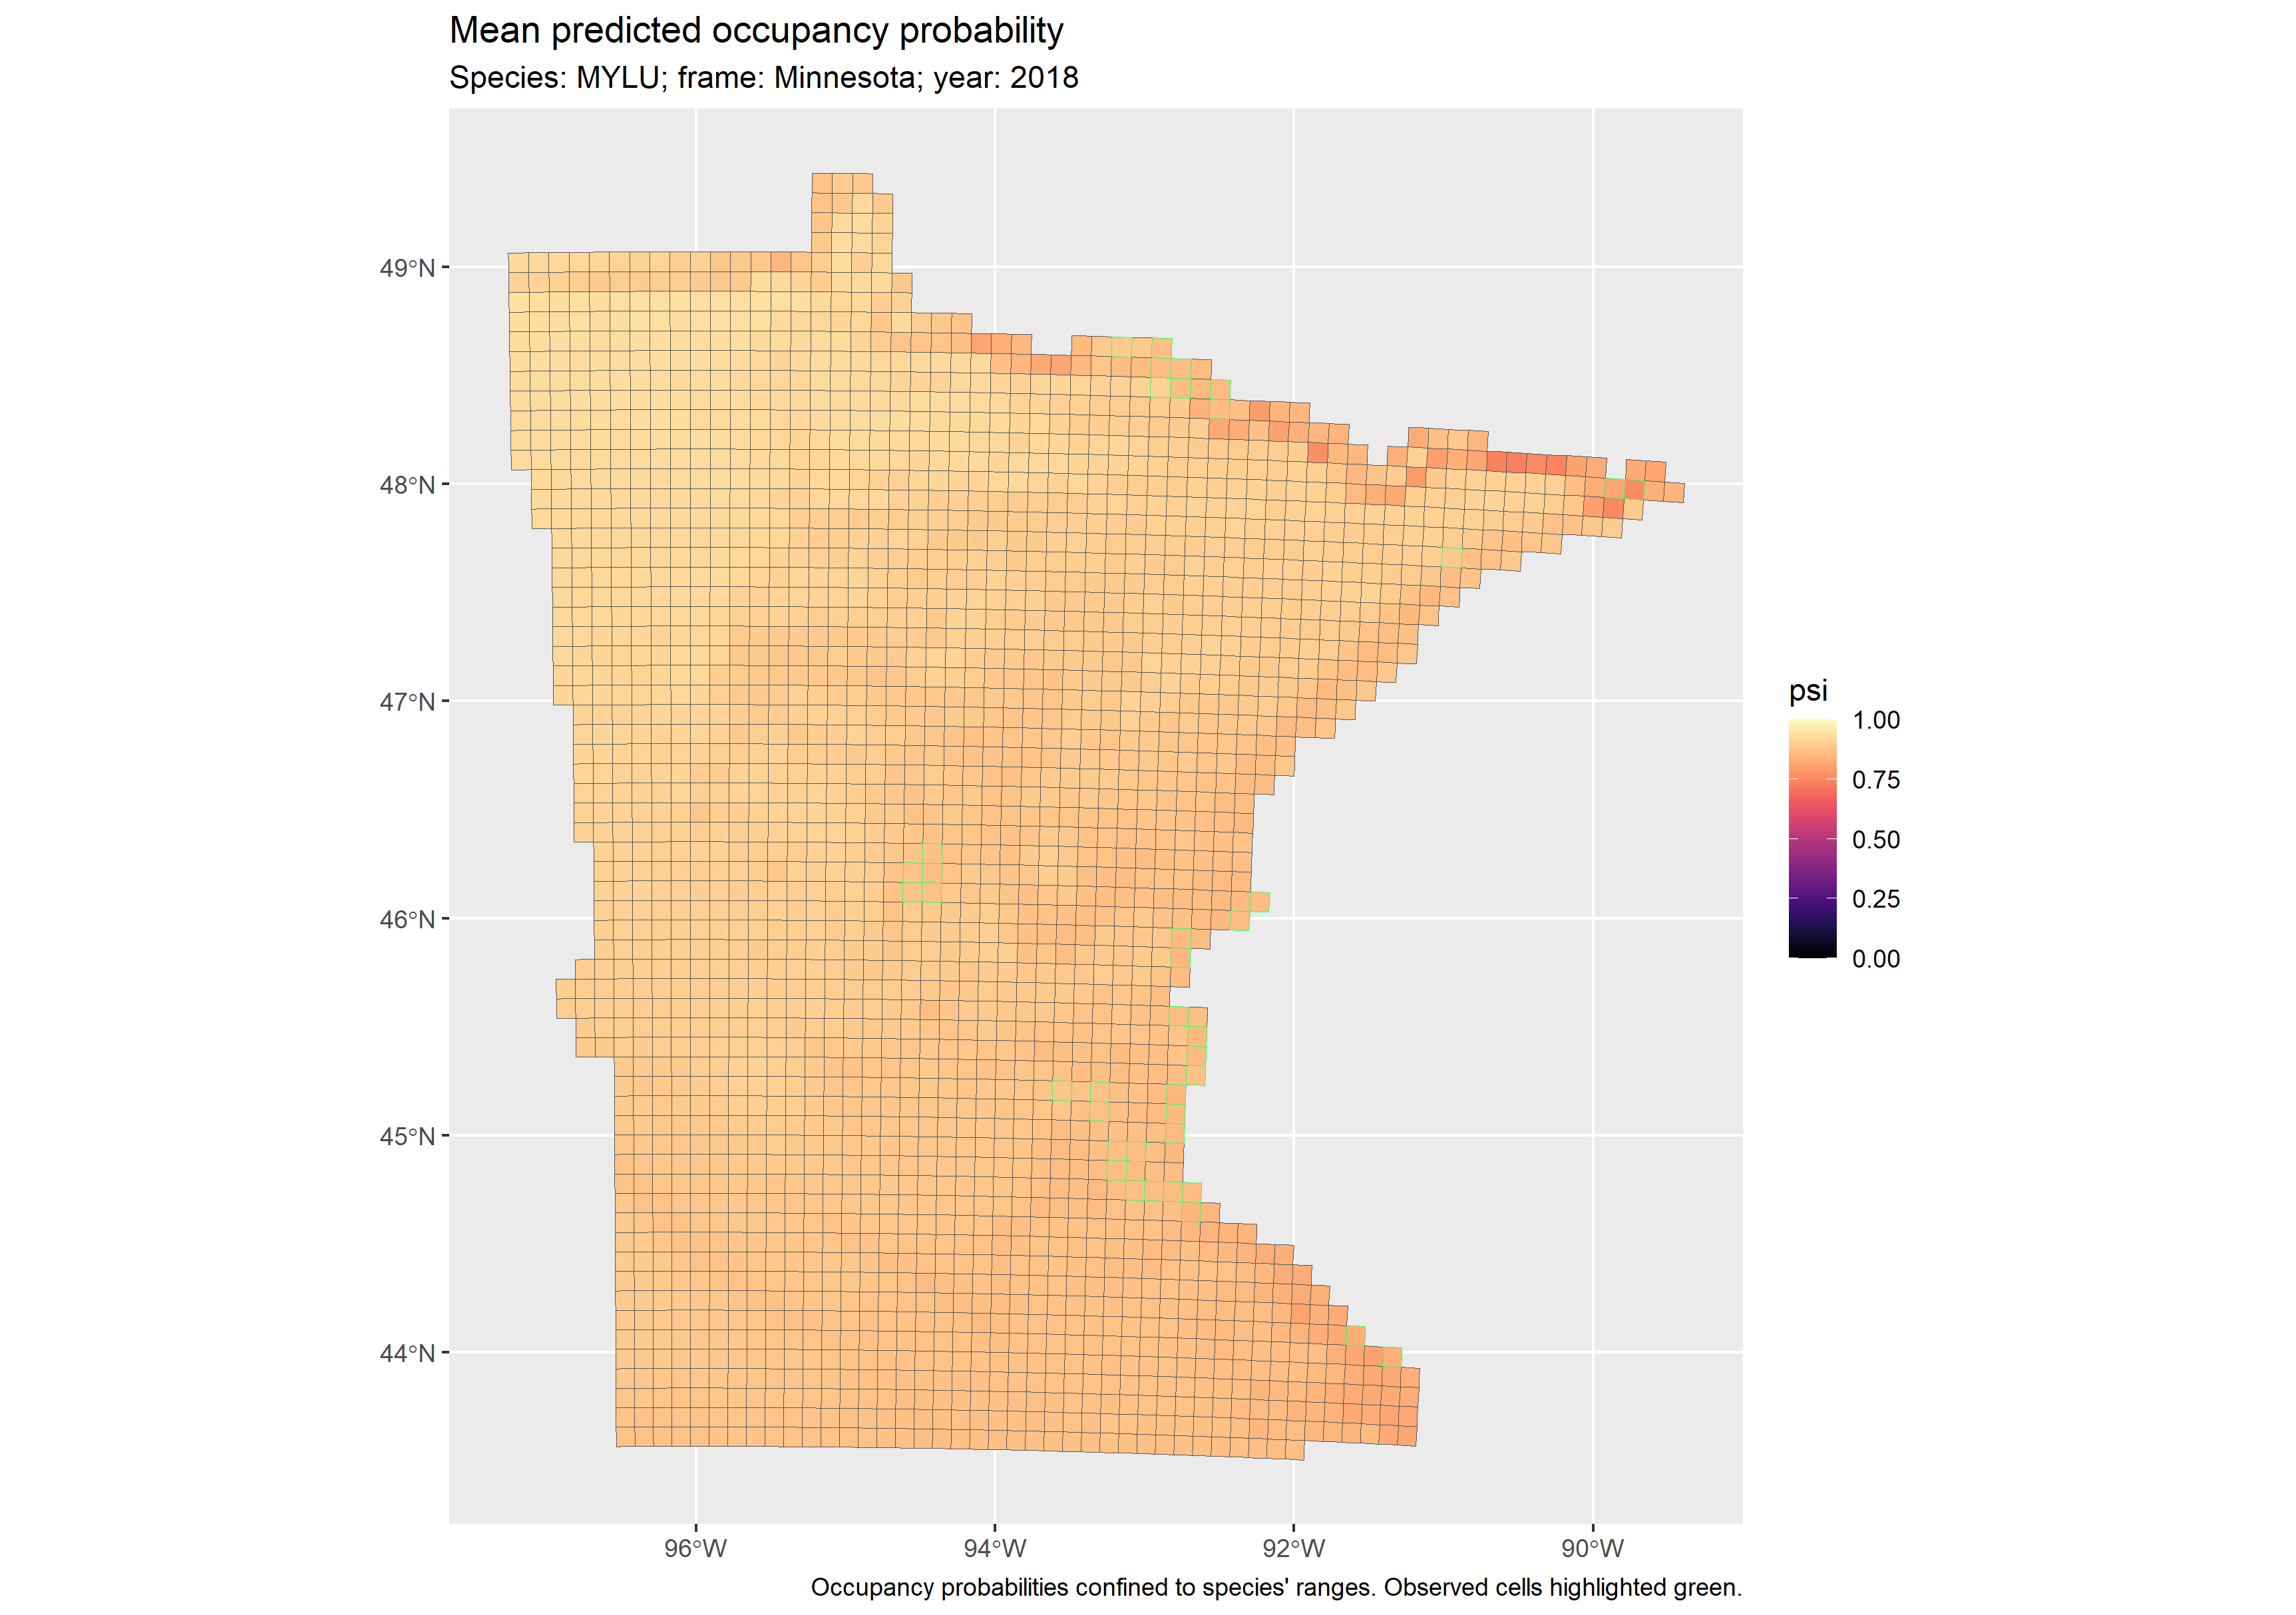 Mean predicted occupancy probability
Species: MYLU; frame: Minnesota; year: 2018
49°N
48°N
47°N
46°N
45°N
44°N
96°W
94°W
92°W
90°W
psi
1.00
0.75
0.50
0.25
0.00
Occupancy probabilities confined to species' ranges. Observed cells highlighted green.